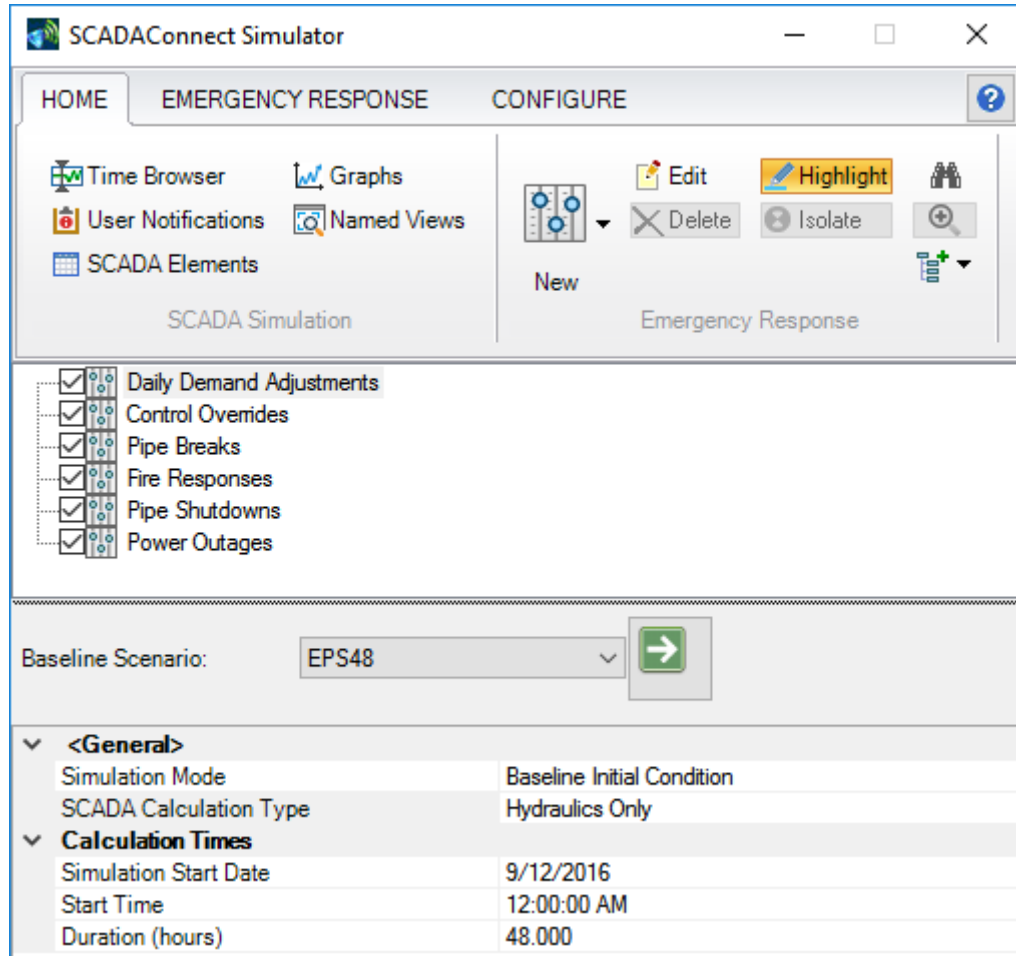 SCADAConnect Simulator
HOME EMERGENCY RESPONSE CONFIGURE
Time Browser Graphs
User Notifications Named Views
SCADA Elements
SCADA Simulation
New
Edit Highlight
Delete Isolate
Emergency Response
Daily Demand Adjustments
Control Overrides
Pipe Breaks
Fire Responses
Pipe Shutdowns
Power Outages
Baseline Scenario: EPS48
<General>
Simulation Mode Baseline Initial Condition
SCADA Calculation Type Hydraulics Only
Calculation Times
Simulation Start Date 9/12/2016
Start Time 12:00:00 AM
Duration (hours) 48.000